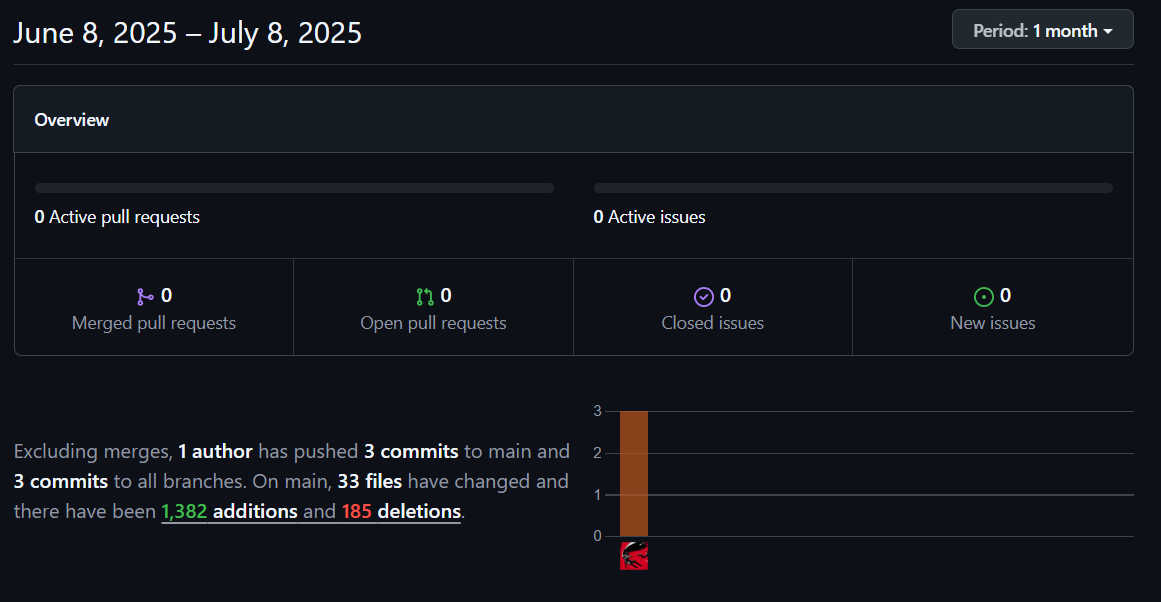 June 8, 2025 – July 8, 2025
Period: 1 month
Overview
0 Active pull requests
0 Active issues
0
Merged pull requests
0
Open pull requests
0
Closed issues
0
New issues
Excluding merges, 1 author has pushed 3 commits to main and
3 commits to all branches. On main, 33 files have changed and
there have been 1,382 additions and 185 deletions.
3
2
1
0